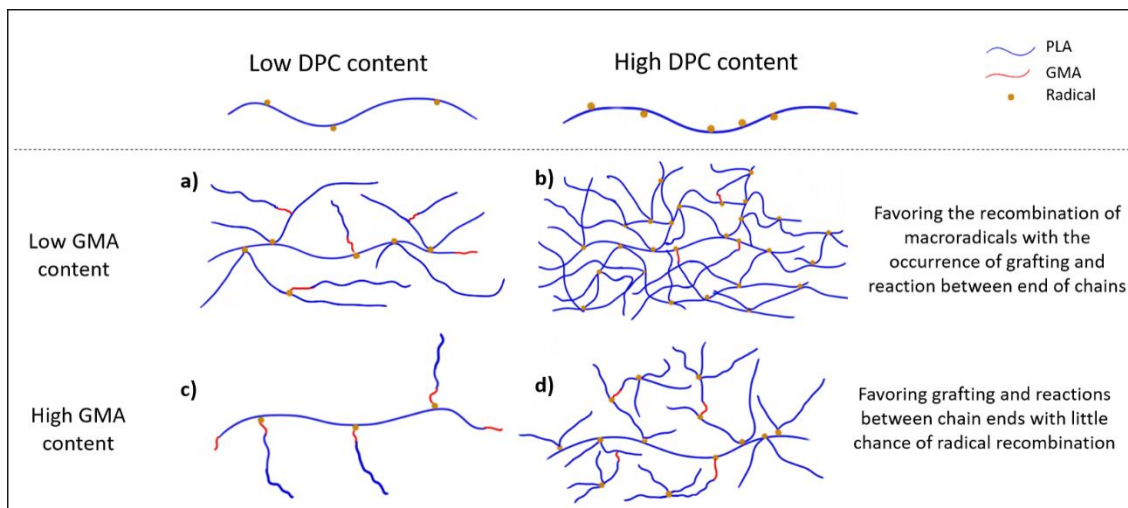 Low DPC content
High DPC content
PLA
GMA
Radical
a)
b)
Low GMA
content
Favoring the recombination of
macroradicals with the
occurrence of grafting and
reaction between end of chains
c)
d)
High GMA
content
Favoring grafting and reactions
between chain ends with little
chance of radical recombination